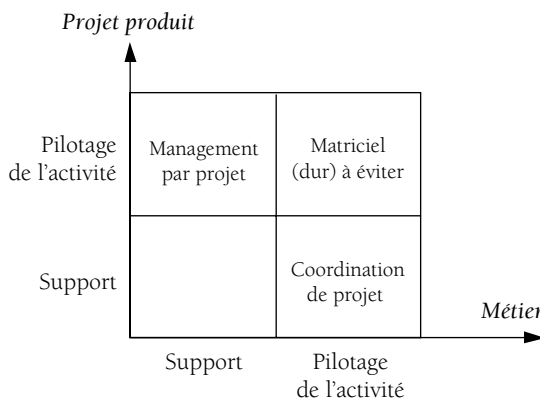 Projet produit
Pilotage
de l'activité
Management
par projet
Matriciel
(dur) à éviter
Support
Coordination
de projet
Métier
Support
Pilotage
de l'activité